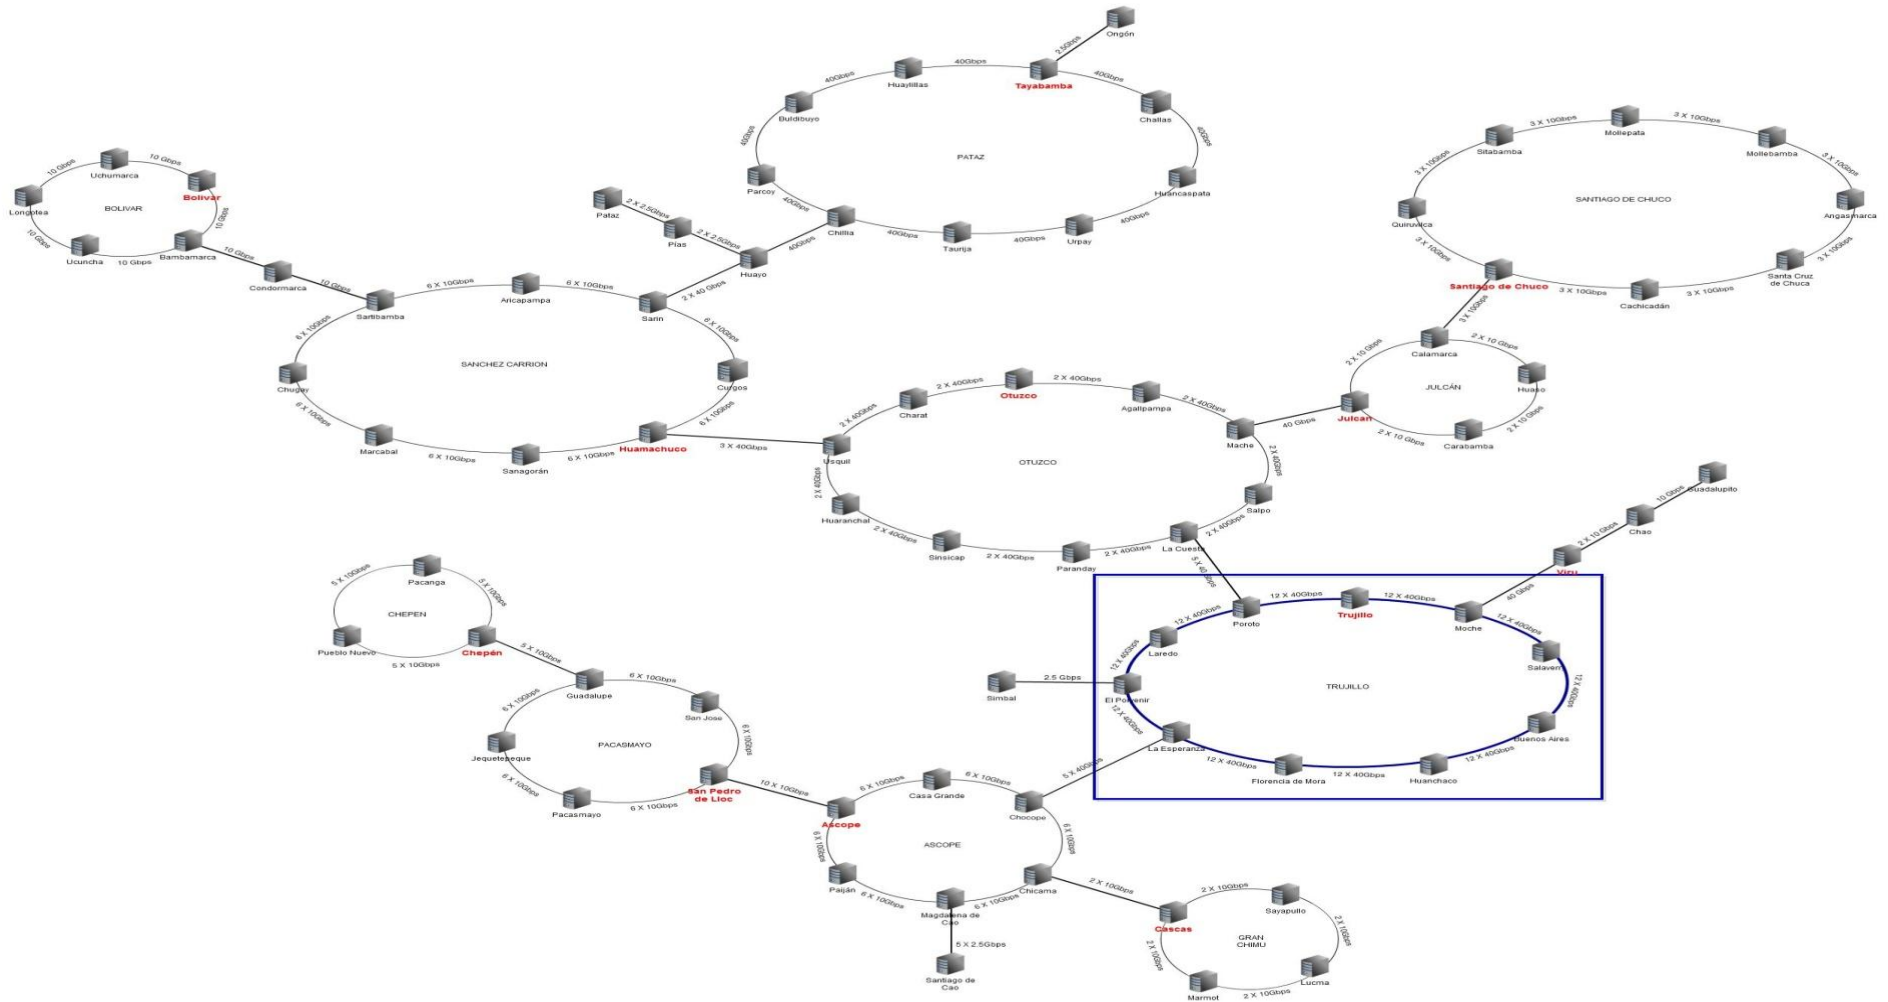 Ongón
2.5Gbps
40Gbps
40Gbps
40Gbps
Huaylillas
Tayabamba
Buldibuyo
Challas
40Gbps
40Gbps
PATAZ
Parcoy
Huancaspata
40Gbps
40Gbps
Chillia
40Gbps
Taurija
40Gbps
Urpay
40Gbps
Pataz
2 X 2.5Gbps
Pías
2 X 2.5Gbps
Huayo
2 X 40 Gbps
10 Gbps
10 Gbps
Uchumarca
Bolivar
Longotea
BOLIVAR
10 Gbps
10 Gbps
Ucuncha
10 Gbps
Bambamarca
10 Gbps
Condormarca
10 Gbps
Sartibamba
6 X 10Gbps
Aricapampa
6 X 10Gbps
Sarin
6 X 10Gbps
6 X 10Gbps
SANCHEZ CARRION
Chugay
Curgos
6 X 10Gbps
6 X 10Gbps
Marcabal
6 X 10Gbps
Sanagorán
6 X 10Gbps
Huamachuco
3 X 40Gbps
3 X 10Gbps
Mollepata
3 X 10Gbps
Sitabamba
Mollebamba
3 X 10Gbps
3 X 10Gbps
SANTIAGO DE CHUCO
Quiruvilca
Angasmarca
3 X 10Gbps
3 X 10Gbps
Santiago de Chuco
3 X 10Gbps
Cachicadán
3 X 10Gbps
Santa Cruz
de Chuca
3 X 10Gbps
Calamarca
2 X 10 Gbps
2 X 10 Gbps
JULCÁN
Huaso
Julcan
2 X 10 Gbps
Carabamba
2 X 10 Gbps
40 Gbps
2 X 40Gbps
Otuzco
2 X 40Gbps
Charat
Agallpampa
2 X 40Gbps
2 X 40Gbps
Usquil
Mache
OTUZCO
2 X 40Gbps
2 X 40Gbps
Huaranchal
Salpo
2 X 40Gbps
Sinsicap
2 X 40Gbps
Paranday
2 X 40Gbps
La Cuesta
2 X 40Gbps
5 X 40 Gbps
Guadalupito
10 Gbps
Chao
2 X 10 Gbps
Viru
40 Gbps
5 X 10Gbps
Pacanga
5 X 10Gbps
CHEPEN
Pueblo Nuevo
Chepén
5 X 10Gbps
5 X 10Gbps
Guadalupe
6 X 10Gbps
6 X 10Gbps
San Jose
PACASMAYO
6 X 10Gbps
Jequetepeque
6 X 10Gbps
Pacasmayo
6 X 10Gbps
San Pedro
de Lloc
10 X 10Gbps
12 X 40Gbps
Poroto
12 X 40Gbps
Trujillo
12 X 40Gbps
Moche
12 X 40Gbps
Laredo
Salaverry
12 X 40Gbps
12 X 40Gbps
Simbal
2.5 Gbps
El Porvenir
TRUJILLO
12 X 40Gbps
La Esperanza
12 X 40Gbps
Florencia de Mora
12 X 40Gbps
Huanchaco
12 X 40Gbps
Buenos Aires
5 X 40Gbps
6 X 10Gbps
Casa Grande
6 X 10Gbps
Ascope
Chocope
6 X 10Gbps
ASCOPE
6 X 10Gbps
Paiján
6 X 10Gbps
Magdalena de
Cao
6 X 10Gbps
Chicama
5 X 2.5Gbps
Santiago de
Cao
2 X 10Gbps
2 X 10Gbps
Sayapullo
Cascas
GRAN
CHIMU
2 X 10Gbps
2 X 10Gbps
Marmot
2 X 10Gbps
Lucma